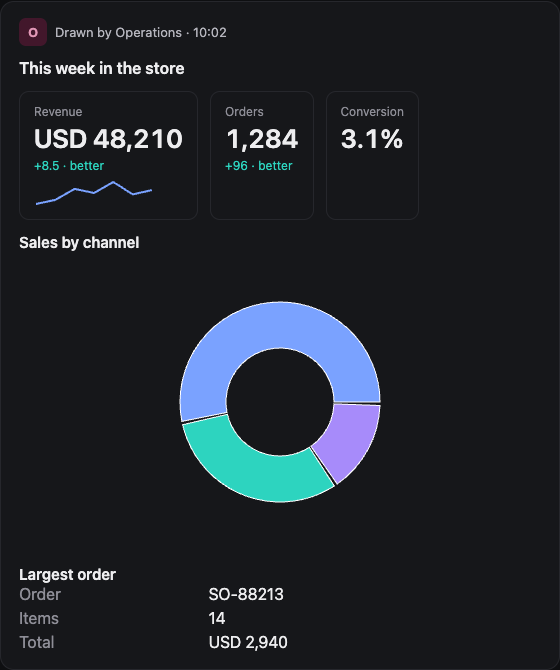 O Drawn by Operations · 10:02
This week in the store
Revenue
USD 48,210
+8.5 · better
Orders
1,284
+96 · better
Conversion
3.1%
Sales by channel
Largest order
Order SO-88213
Items 14
Total USD 2,940